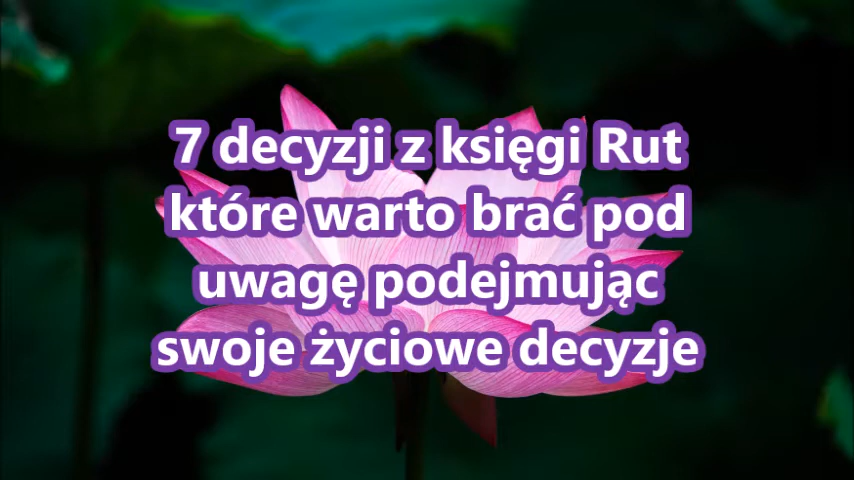 7 decyzji z księgi Rut
które warto brać pod
uwagę podejmując
swoje życiowe decyzje